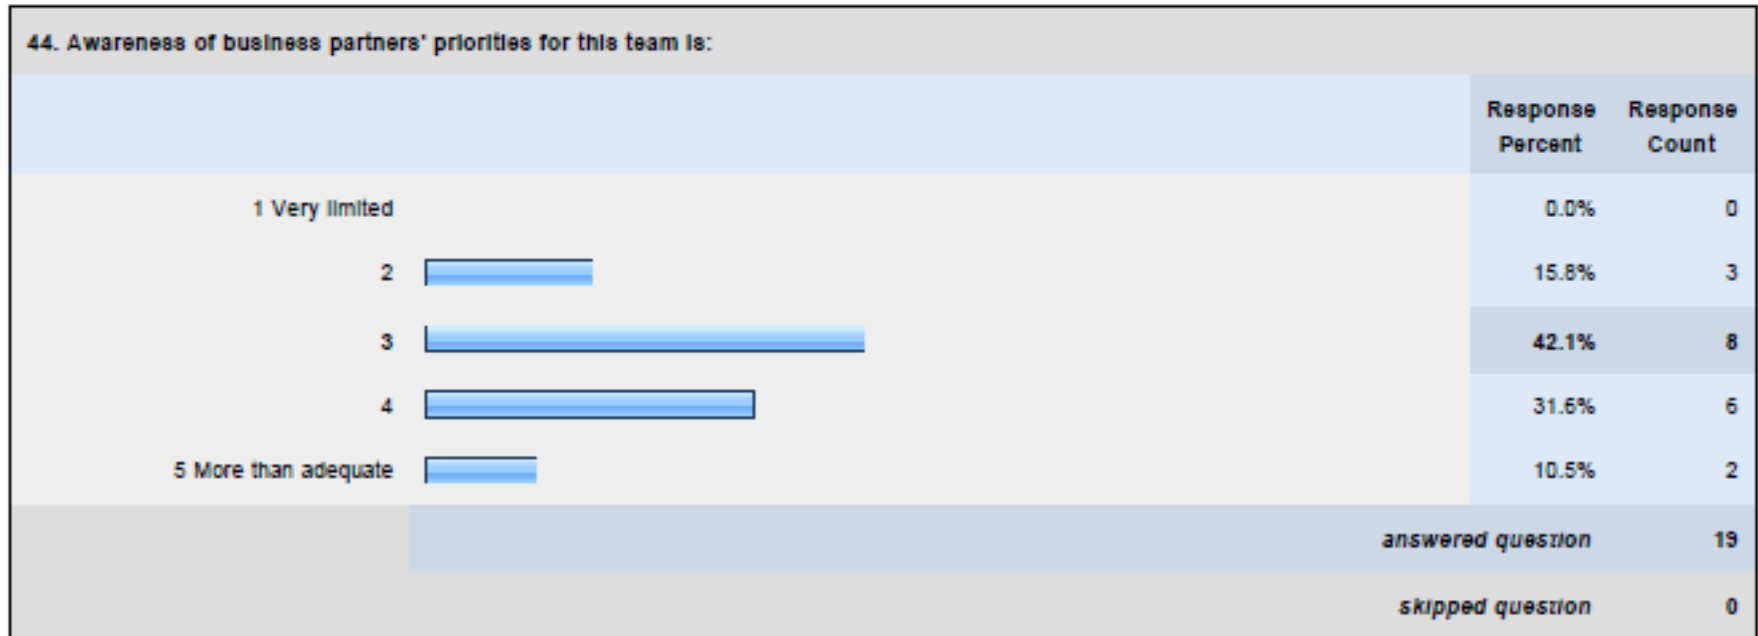 44. Awareness of business partners' priorities for this team is:
Response Percent Response Count
1 Very limited 0.0% 0
2 15.8% 3
3 42.1% 8
4 31.6% 6
5 More than adequate 10.5% 2
answered question 19
skipped question 0